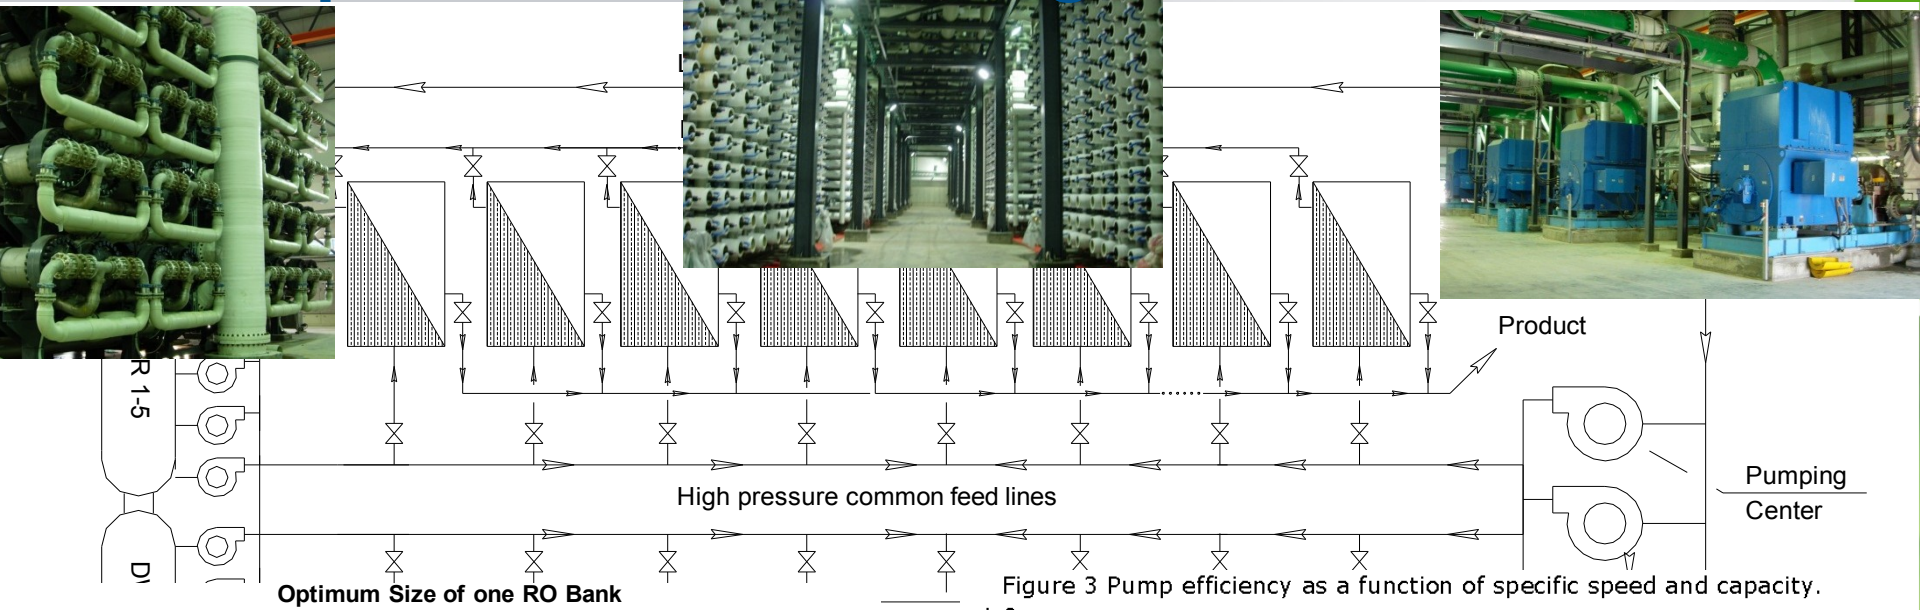 Product
R 1-5
High pressure common feed lines
Pumping
Center
Optimum Size of one RO Bank
Figure 3 Pump efficiency as a function of specific speed and capacity.